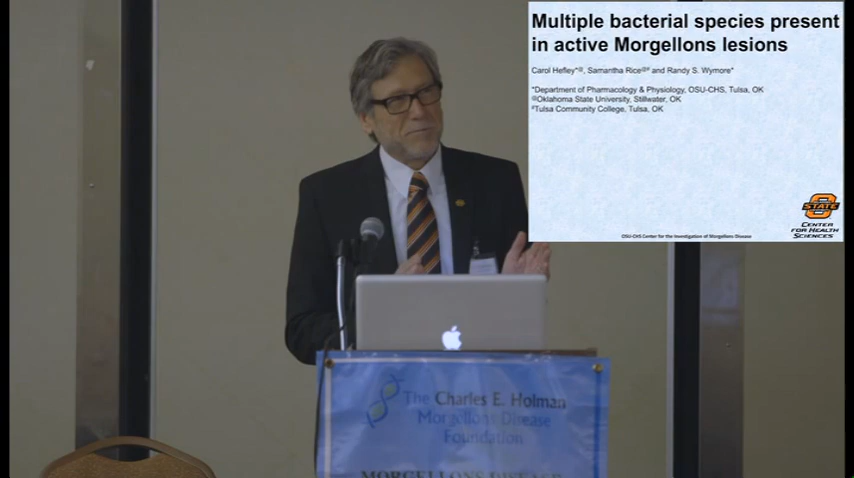 Multiple bacterial species present
in active Morgellons lesions
Carol Hefley*@, Samantha Rice@# and Randy S. Wymore*
*Department of Pharmacology & Physiology, OSU-CHS, Tulsa, OK
@Oklahoma State University, Stillwater, OK
#Tulsa Community College, Tulsa, OK
STATE
CENTER
FOR HEALTH
SCIENCES
OSU-CHS Center for the Investigation of Morgellons Disease
The Charles E. Holman
Morgellons Disease
Foundation
MORGELLONS DISEASE